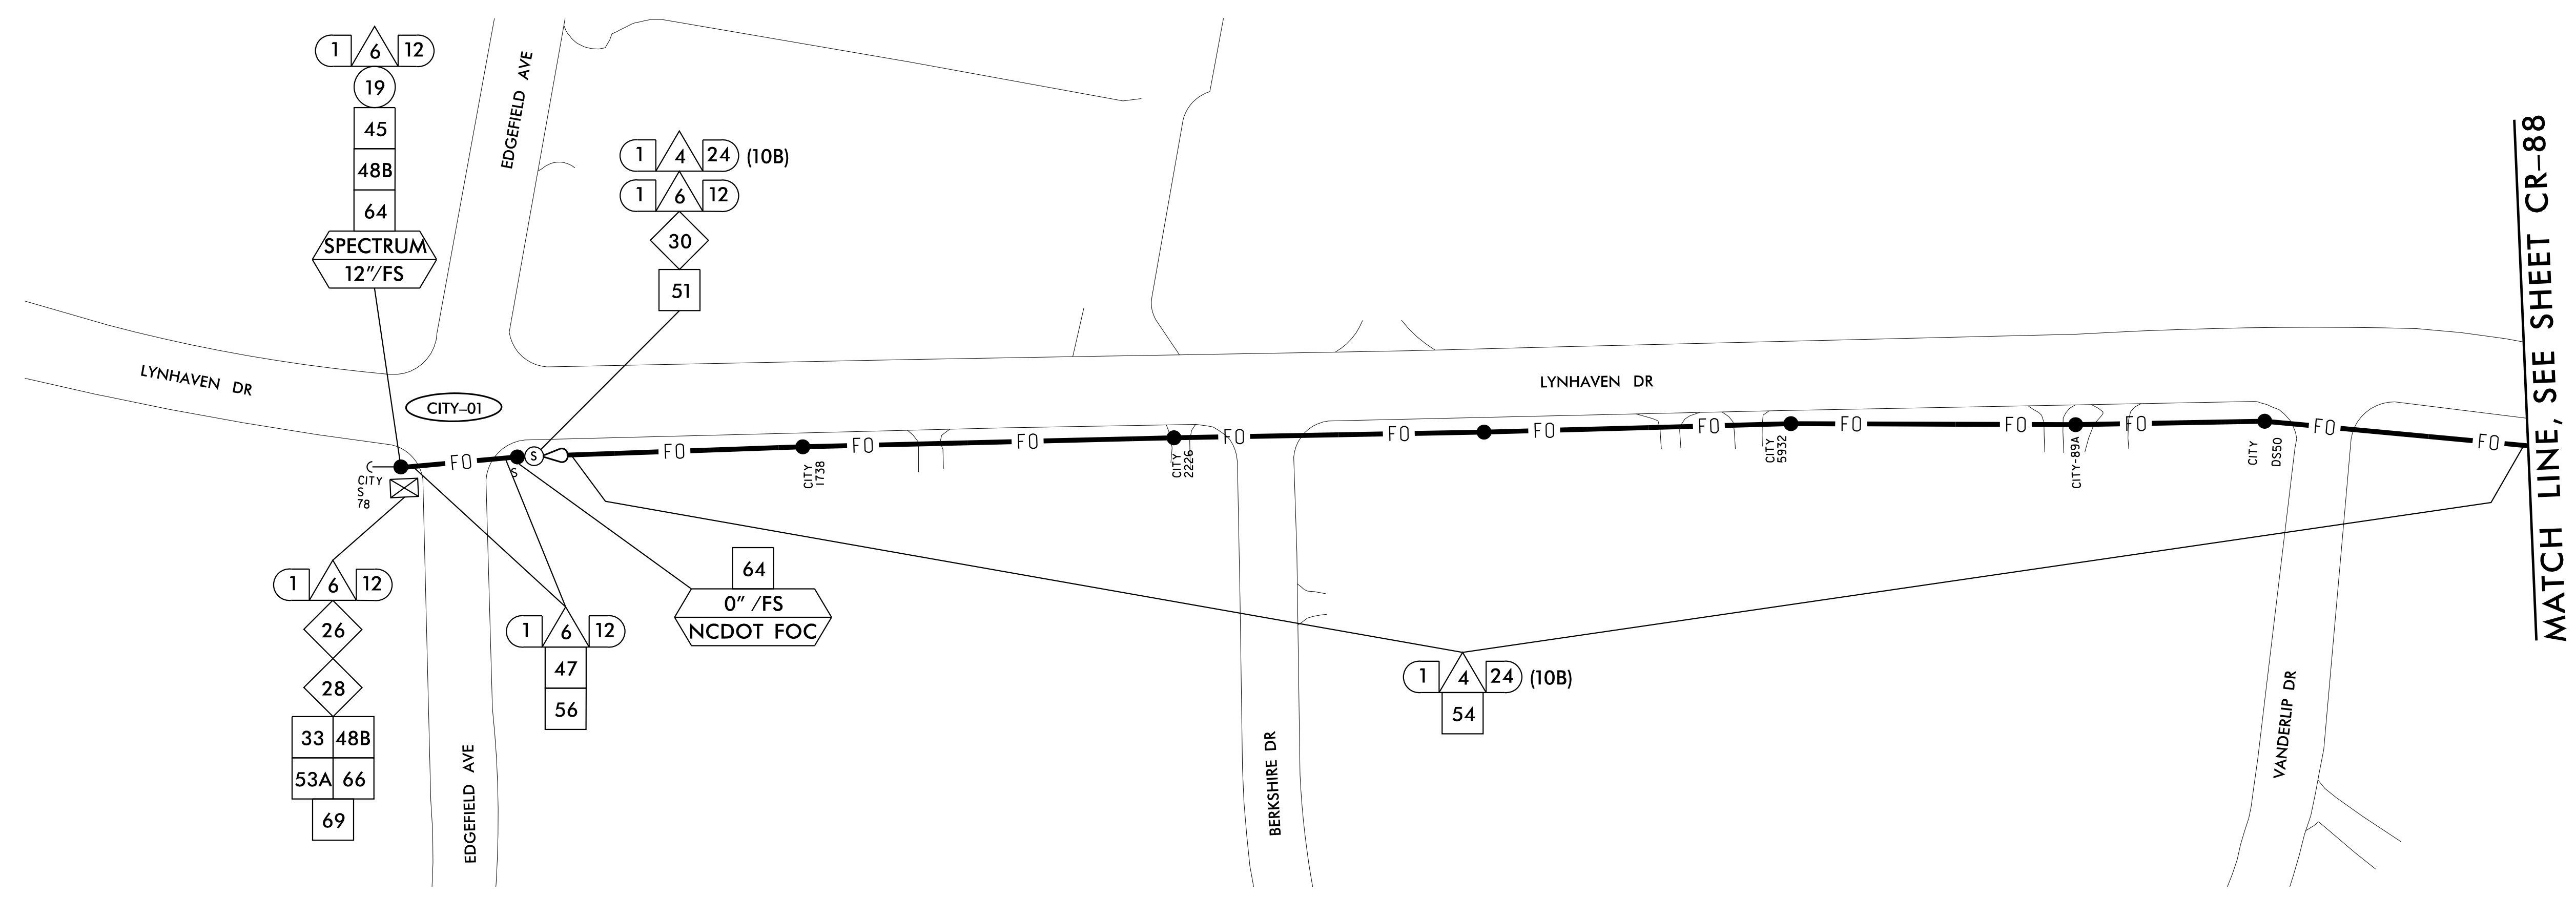 1 6 12
19
45
48B
64
SPECTRUM
12"/FS
EDGEFIELD AVE
1 4 24 (10B)
1 6 12
30
51
MATCH LINE, SEE SHEET CR-88
LYNHAVEN DR
LYNHAVEN DR
CITY-01
FO
S
S
FO
FO
FO
FO
FO
FO
FO
FO
FO
FO
FO
FO
CITY
S
78
CITY
1738
CITY
2226
CITY
5932
CITY-89A
CITY
DS50
1 6 12
26
28
33 48B
53A 66
69
1 6 12
47
56
64
0" /FS
NCDOT FOC
1 4 24 (10B)
54
EDGEFIELD AVE
BERKSHIRE DR
VANDERLIP DR